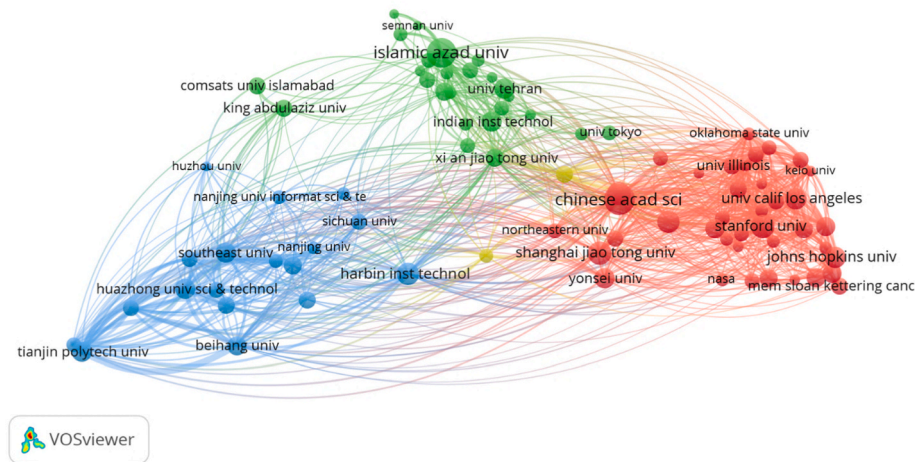 semnan univ
islamic azad univ
comsats univ islamabad
univ tehran
king abdulaziz univ
indian inst technol
univ tokyo
oklahoma state univ
xi an jiao tong univ
univ illinois
keio univ
huzhou univ
nanjing univ informat sci & te
chinese acad sci
univ calif los angeles
sichuan univ
northeastern univ
stanford univ
southeast univ
nanjing univ
shanghai jiao tong univ
johns hopkins univ
harbin inst technol
yonsei univ
nasa
mem sloan kettering canc
huazhong univ sci & technol
tianjin polytech univ
beihang univ
VOSviewer